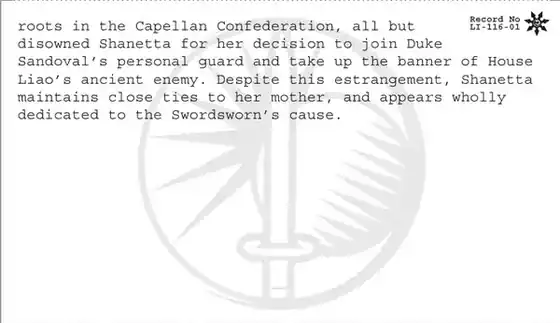 roots in the Capellan Confederation, all but
Record No
LI-116-01
disowned Shanetta for her decision to join Duke
Sandoval's personal guard and take up the banner of House
Liao's ancient enemy. Despite this estrangement, Shanetta
maintains close ties to her mother, and appears wholly
dedicated to the Swordsworn's cause.